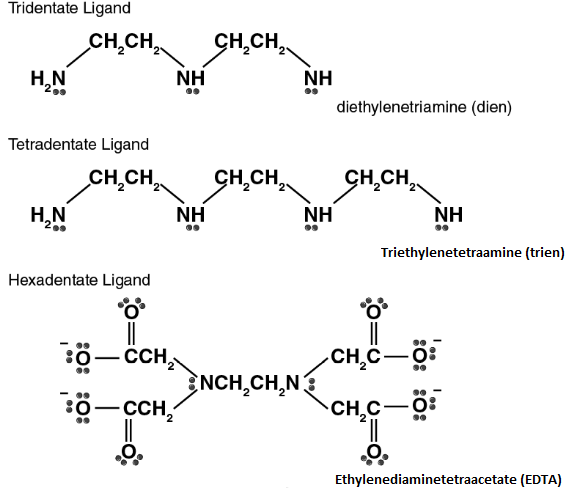 Tridentate Ligand
CH₂CH₂ CH₂CH₂
H₂N NH NH
diethylenetriamine (dien)
Tetradentate Ligand
CH₂CH₂ CH₂CH₂ CH₂CH₂
H₂N NH NH NH
Triethylenetetraamine (trien)
Hexadentate Ligand
O O
− O CCH₂ CH₂C O −
NCH₂CH₂N
− O CCH₂ CH₂C O −
O O
Ethylenediaminetetraacetate (EDTA)